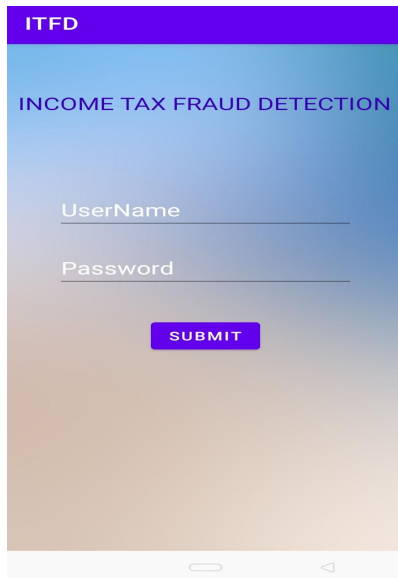 ITFD
INCOME TAX FRAUD DETECTION
UserName
Password
SUBMIT